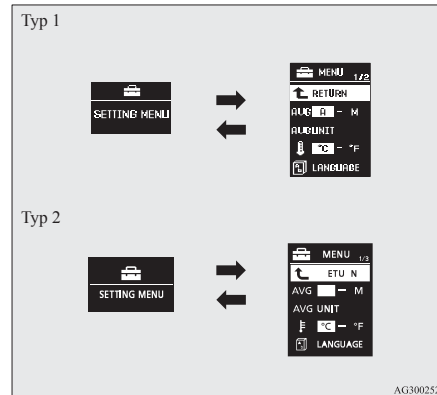 Typ 1
SETTING MENU
MENU 1/2
RETURN
AVG A - M
AVG UNIT
°C - °F
LANGUAGE
Typ 2
SETTING MENU
MENU 1/3
ETU N
AVG - M
AVG UNIT
°C - °F
LANGUAGE
AG300252